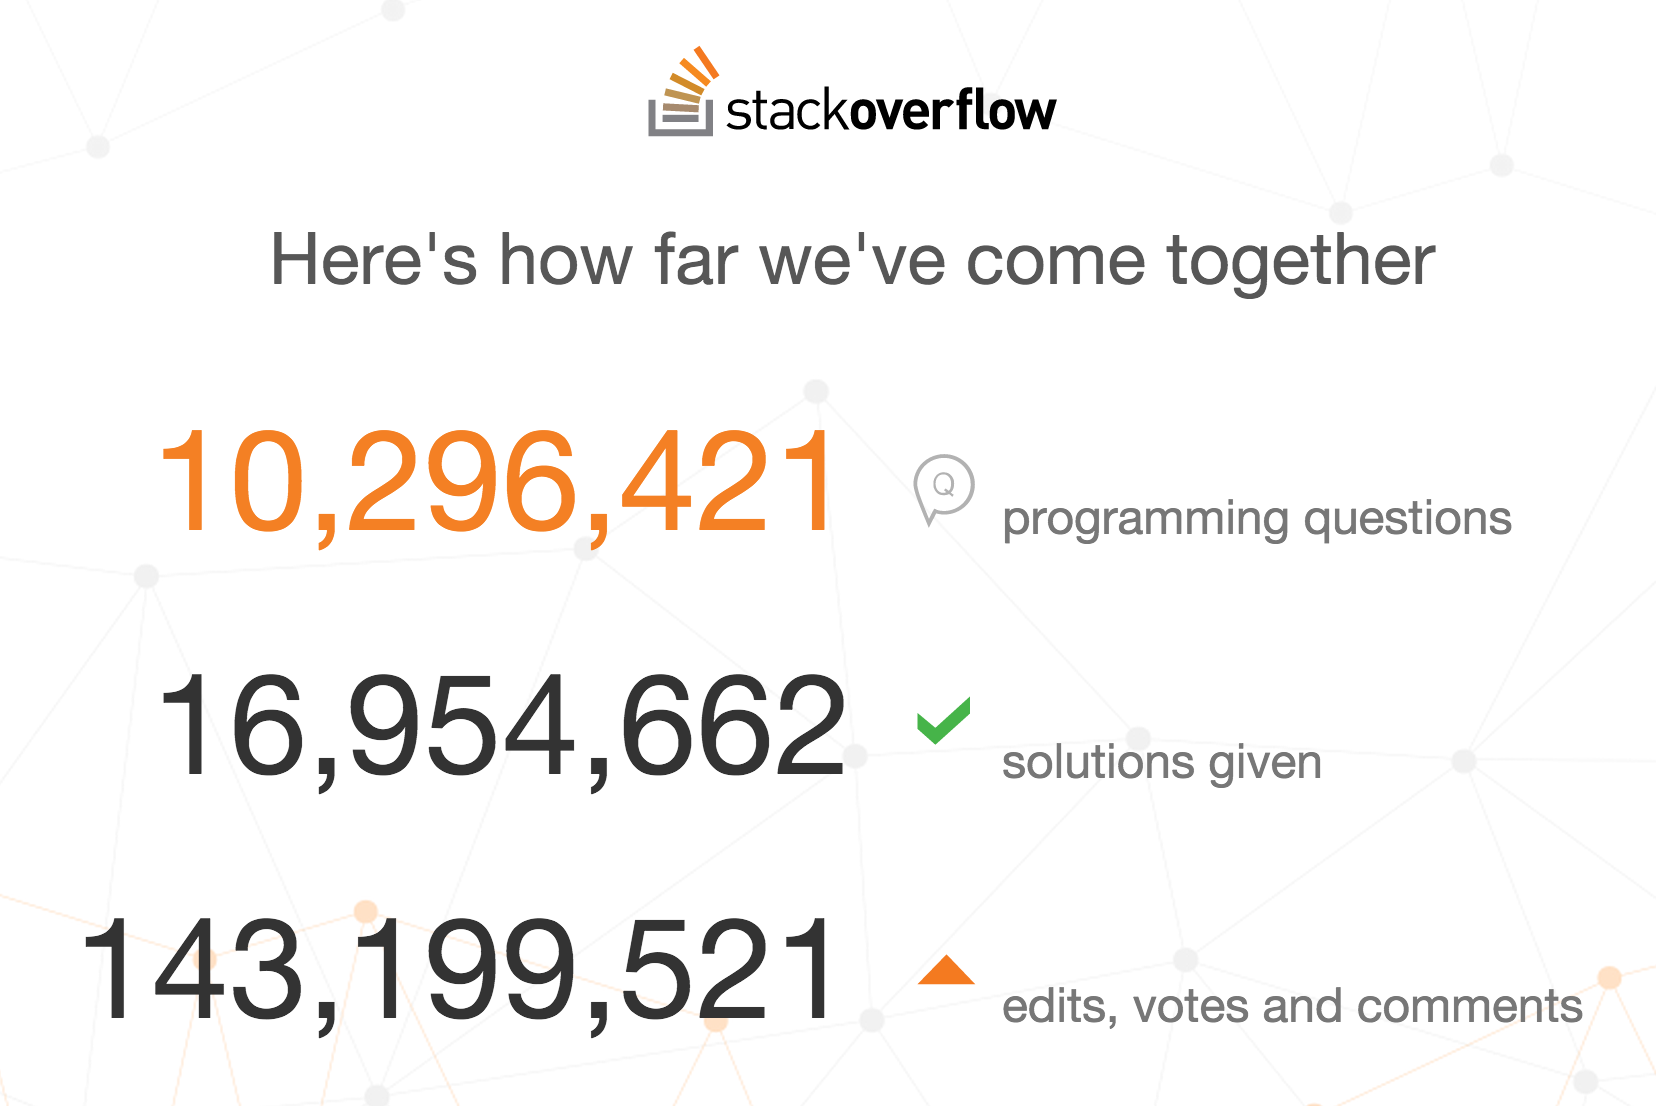 stackoverflow
Here's how far we've come together
10,296,421 Q programming questions
16,954,662 solutions given
143,199,521 edits, votes and comments